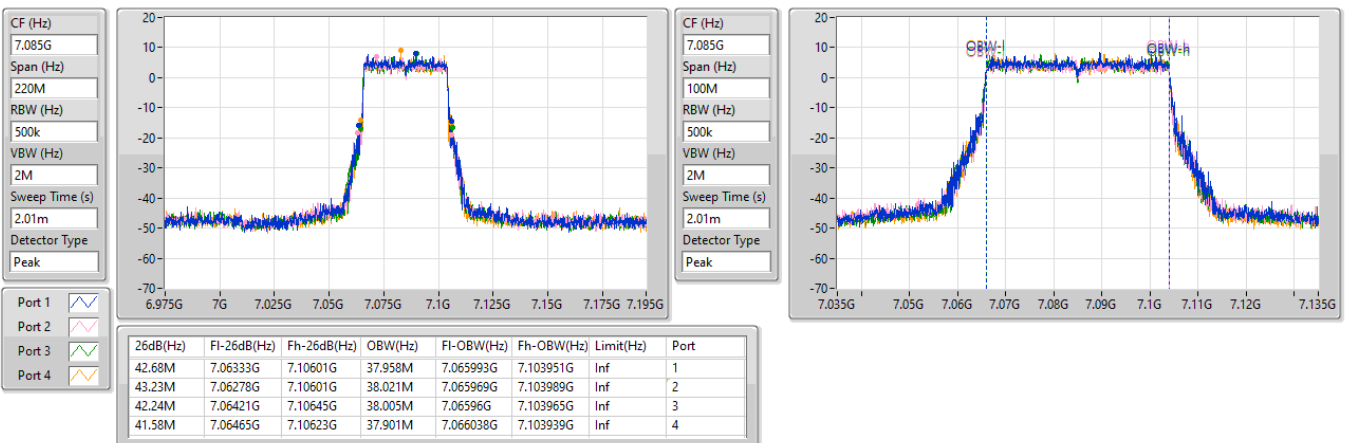 CF (Hz)
7.085G
Span (Hz)
220M
RBW (Hz)
500k
VBW (Hz)
2M
Sweep Time (s)
2.01m
Detector Type
Peak
20
10
0
-10
-20
-30
-40
-50
-60
-70
6.975G 7G 7.025G 7.05G 7.075G 7.1G 7.125G 7.15G 7.175G 7.195G
CF (Hz)
7.085G
Span (Hz)
100M
RBW (Hz)
500k
VBW (Hz)
2M
Sweep Time (s)
2.01m
Detector Type
Peak
20
10
0
-10
-20
-30
-40
-50
-60
-70
OBW-l OBW-h
7.035G 7.05G 7.06G 7.07G 7.08G 7.09G 7.1G 7.11G 7.12G 7.135G
Port 1
Port 2
Port 3
Port 4
26dB(Hz) Fl-26dB(Hz) Fh-26dB(Hz) OBW(Hz) Fl-OBW(Hz) Fh-OBW(Hz) Limit(Hz) Port
42.68M 7.06333G 7.10601G 37.958M 7.065993G 7.103951G Inf 1
43.23M 7.06278G 7.10601G 38.021M 7.065969G 7.103989G Inf 2
42.24M 7.06421G 7.10645G 38.005M 7.06596G 7.103965G Inf 3
41.58M 7.06465G 7.10623G 37.901M 7.066038G 7.103939G Inf 4